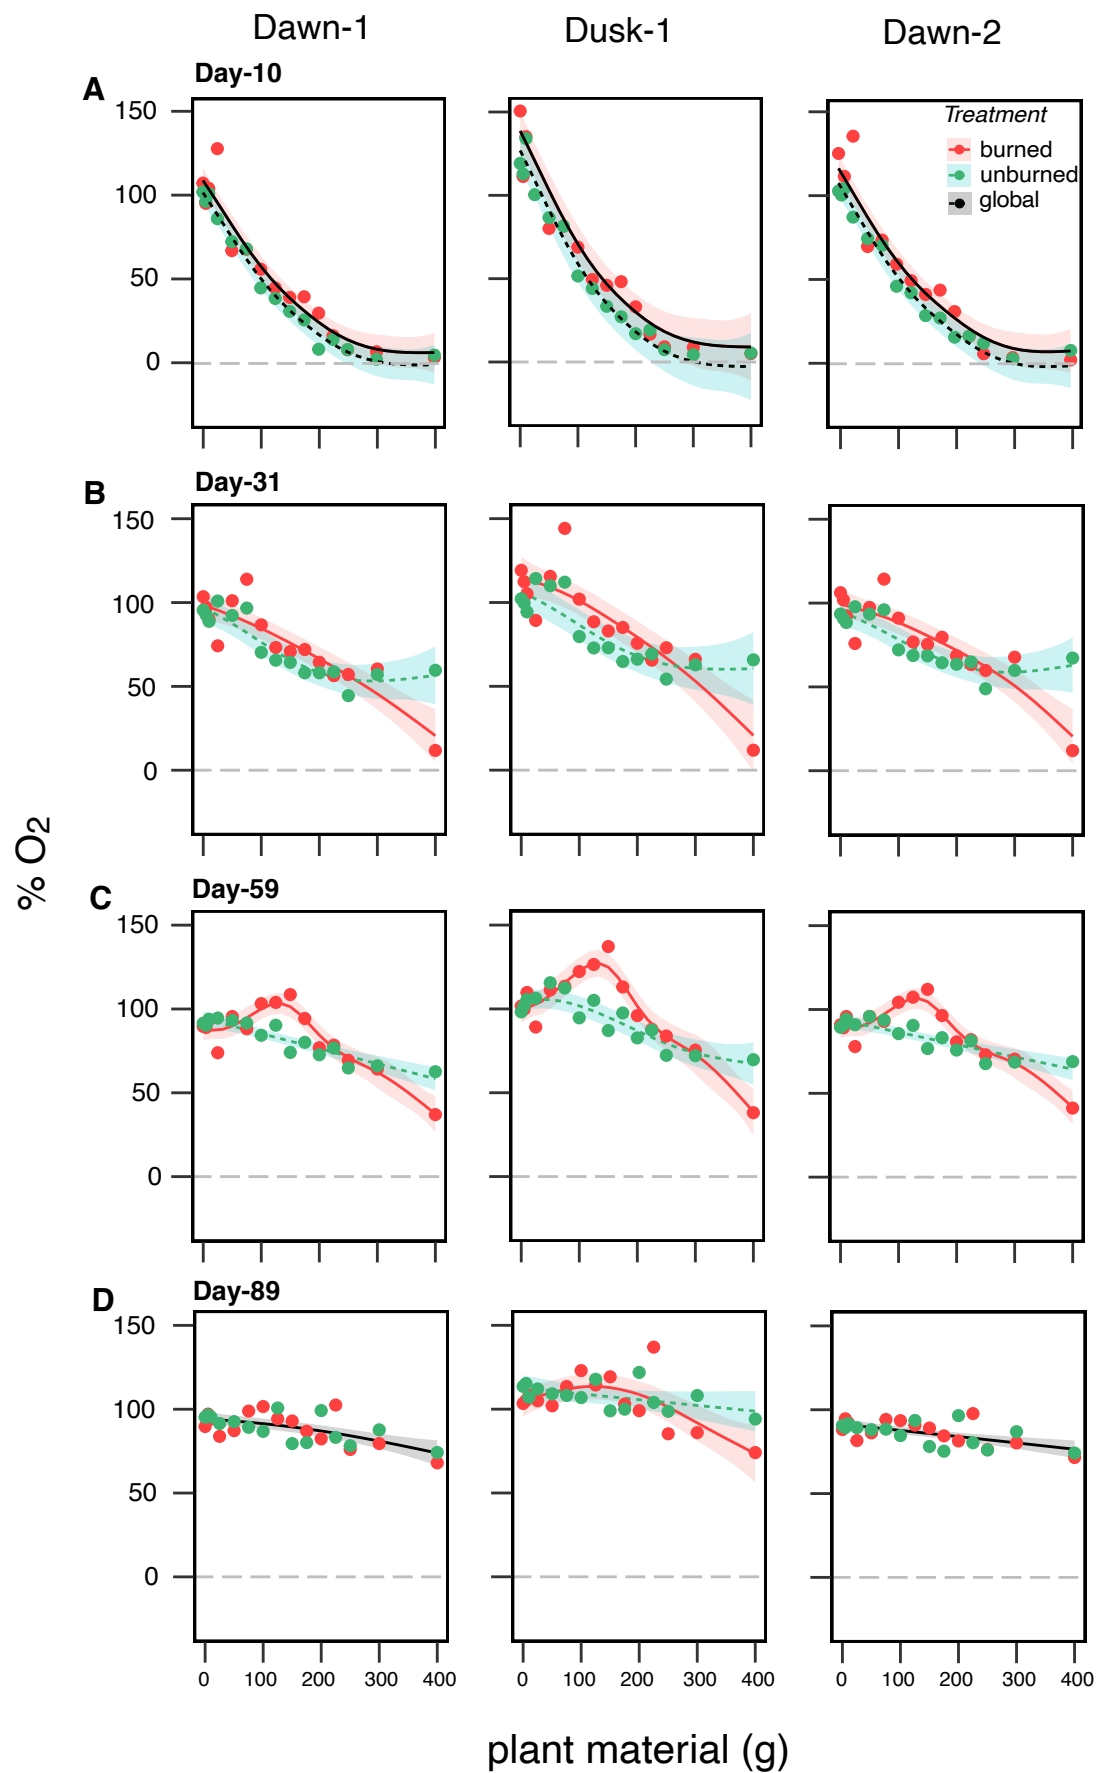 Dawn-1 Dusk-1 Dawn-2
A Day-10
150
100
50
0
Treatment
burned
unburned
global
B Day-31
150
100
50
0
% O2
C Day-59
150
100
50
0
D Day-89
150
100
50
0
0 100 200 300 400 0 100 200 300 400 0 100 200 300 400
plant material (g)